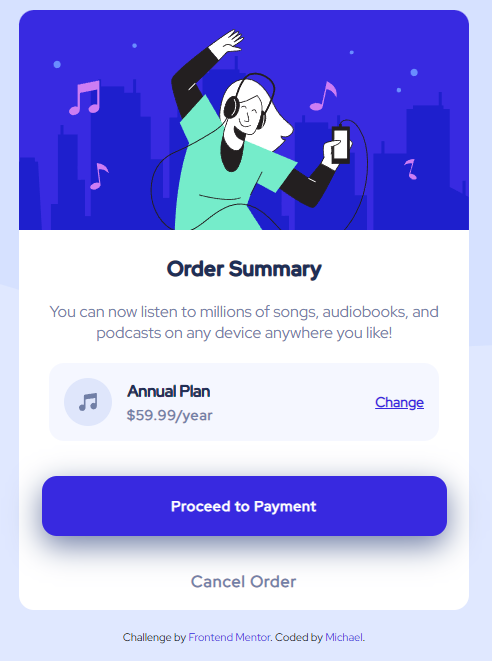 Order Summary
You can now listen to millions of songs, audiobooks, and
podcasts on any device anywhere you like!
Annual Plan
$59.99/year
Change
Proceed to Payment
Cancel Order
Challenge by Frontend Mentor. Coded by Michael.